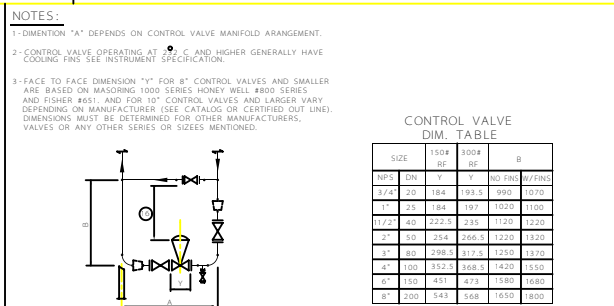 NOTES:
1-DIMENTION "A" DEPENDS ON CONTROL VALVE MANIFOLD ARANGEMENT.
2-CONTROL VALVE OPERATING AT 232 C AND HIGHER GENERALLY HAVE
COOLING FINS SEE INSTRUMENT SPECIFICATION.
3-FACE TO FACE DIMENSION "Y" FOR 8" CONTROL VALVES AND SMALLER
ARE BASED ON MASORING 1000 SERIES HONEY WELL #800 SERIES
AND FISHER #651. AND FOR 10" CONTROL VALVES AND LARGER VARY
DEPENDING ON MANUFACTURER (SEE CATALOG OR CERTIFIED OUT LINE).
DIMENSIONS MUST BE DETERMINED FOR OTHER MANUFACTURERS,
VALVES OR ANY OTHER SERIES OR SIZEES MENTIONED.
CONTROL VALVE
DIM. TABLE
SIZE 150# RF 300# RF B
NPS DN Y Y NO FINS W/FINS
3/4" 20 184 193.5 990 1070
1" 25 184 197 1020 1100
11/2" 40 222.5 235 1120 1220
2" 50 254 266.5 1220 1320
3" 80 298.5 317.5 1250 1370
4" 100 352.5 368.5 1420 1550
6" 150 451 473 1580 1680
8" 200 543 568 1650 1800
B
16
Y
A